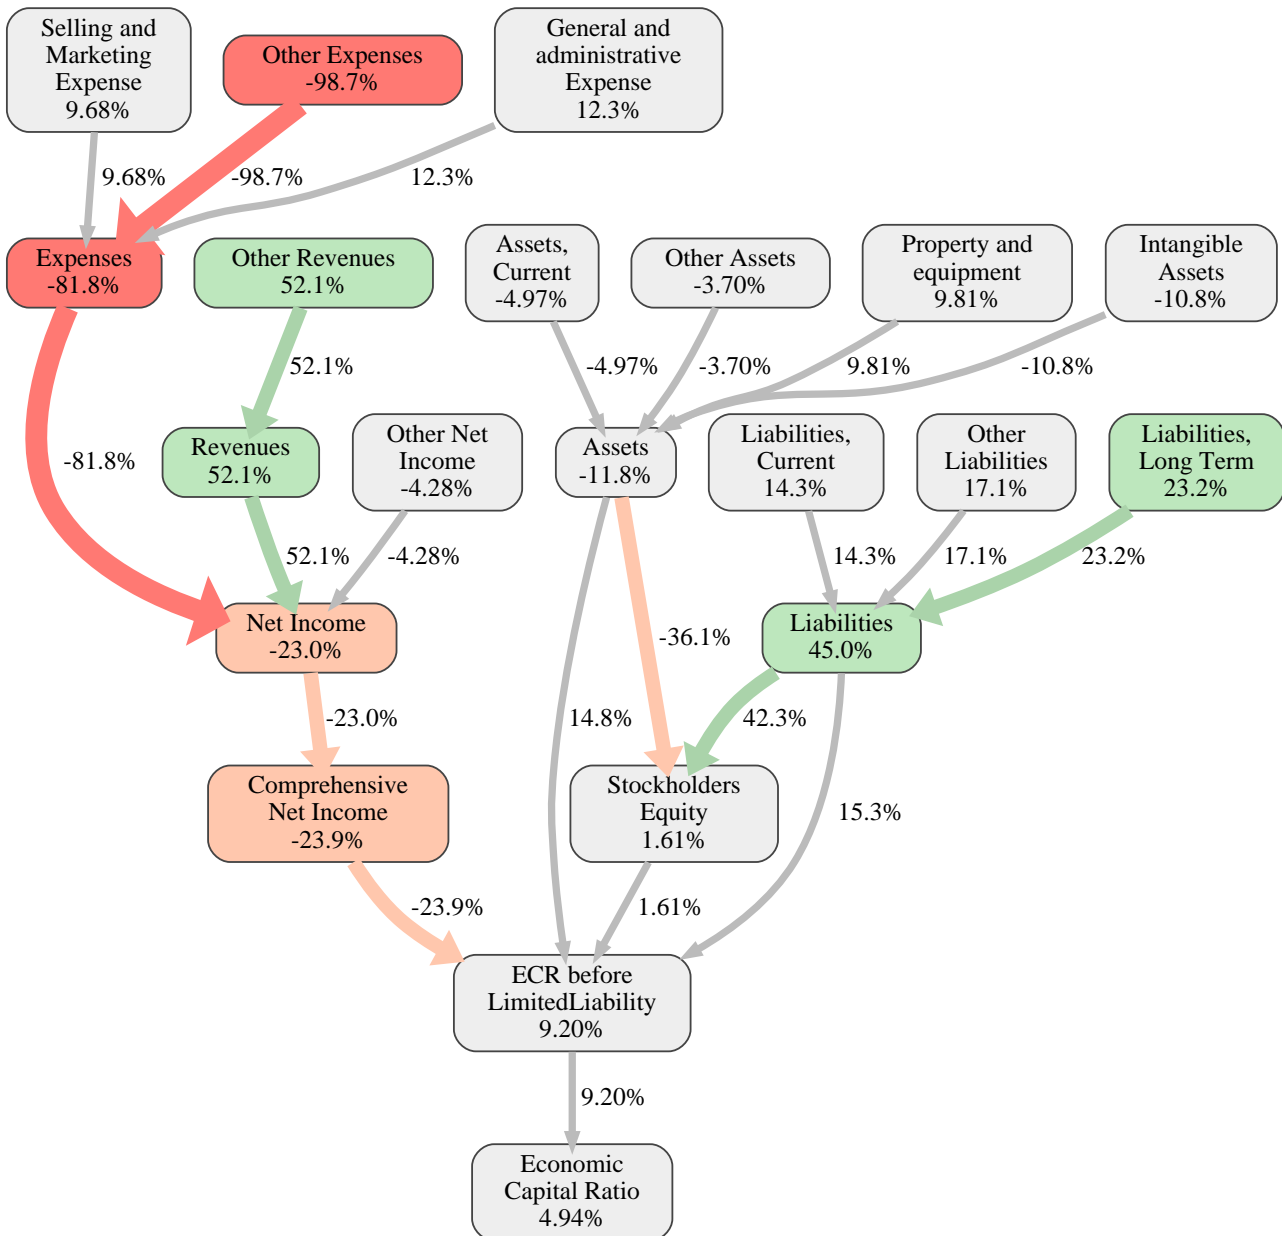 Selling and
Marketing
Expense
9.68%
Other Expenses
-98.7%
General and
administrative
Expense
12.3%
9.68%
-98.7%
12.3%
Expenses
-81.8%
Other Revenues
52.1%
Assets,
Current
-4.97%
Other Assets
-3.70%
Property and
equipment
9.81%
Intangible
Assets
-10.8%
52.1%
-4.97%
-3.70%
9.81%
-10.8%
-81.8%
Revenues
52.1%
Other Net
Income
-4.28%
Assets
-11.8%
Liabilities,
Current
14.3%
Other
Liabilities
17.1%
Liabilities,
Long Term
23.2%
52.1%
-4.28%
14.3%
17.1%
23.2%
Net Income
-23.0%
-36.1%
Liabilities
45.0%
-23.0%
14.8%
42.3%
Comprehensive
Net Income
-23.9%
Stockholders
Equity
1.61%
15.3%
-23.9%
1.61%
ECR before
LimitedLiability
9.20%
9.20%
Economic
Capital Ratio
4.94%